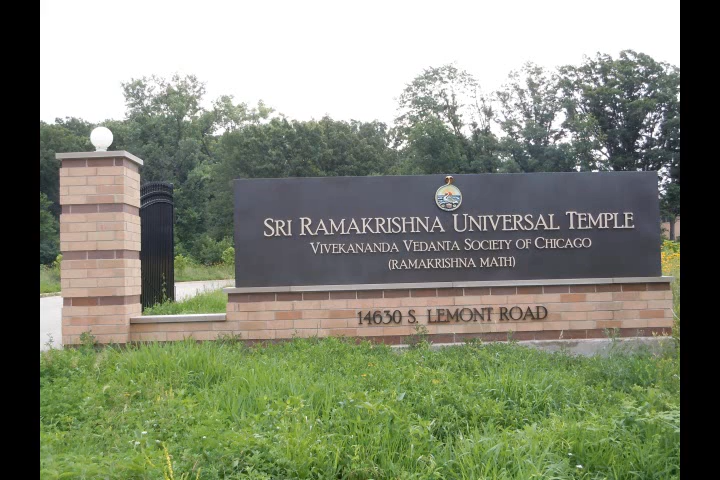 Sri Ramakrishna Universal Temple
Vivekananda Vedanta Society of Chicago
(Ramakrishna Math)
14630 S. Lemont Road